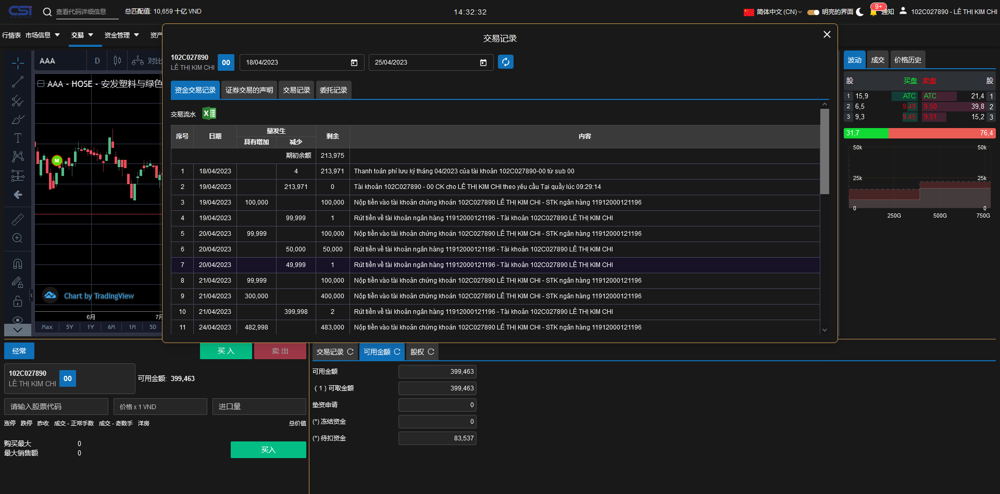 CSI
查看代码详细信息
总匹配值: 10,659 十亿 VND
14:32:32
简体中文 (CN)
明亮的界面
9+
通知
102C027890 - LÊ THỊ KIM CHI
行情表 市场信息 交易 资金管理 资产
交易记录
102C027890
LÊ THỊ KIM CHI
00
18/04/2023
25/04/2023
资金交易记录 证券交易的声明 交易记录 委托记录
交易流水
序号 日期 量发生 剩余 内容
具有增加 减少
期初余额 213,975
1 18/04/2023 4 213,971 Thanh toán phí lưu ký tháng 04/2023 của tài khoản 102C027890-00 từ sub 00
2 19/04/2023 213,971 0 Tài khoản 102C027890 - 00 CK cho LÊ THỊ KIM CHI theo yêu cầu Tại quầy lúc 09:29:14
3 19/04/2023 100,000 100,000 Nộp tiền vào tài khoản chứng khoán 102C027890 LÊ THỊ KIM CHI - STK ngân hàng 11912000121196
4 19/04/2023 99,999 1 Rút tiền về tài khoản ngân hàng 11912000121196 - Tài khoản 102C027890 LÊ THỊ KIM CHI
5 20/04/2023 99,999 100,000 Nộp tiền vào tài khoản chứng khoán 102C027890 LÊ THỊ KIM CHI - STK ngân hàng 11912000121196
6 20/04/2023 50,000 50,000 Rút tiền về tài khoản ngân hàng 11912000121196 - Tài khoản 102C027890 LÊ THỊ KIM CHI
7 20/04/2023 49,999 1 Rút tiền về tài khoản ngân hàng 11912000121196 - Tài khoản 102C027890 LÊ THỊ KIM CHI
8 21/04/2023 99,999 100,000 Nộp tiền vào tài khoản chứng khoán 102C027890 LÊ THỊ KIM CHI - STK ngân hàng 11912000121196
9 21/04/2023 300,000 400,000 Nộp tiền vào tài khoản chứng khoán 102C027890 LÊ THỊ KIM CHI - STK ngân hàng 11912000121196
10 21/04/2023 399,998 2 Rút tiền về tài khoản ngân hàng 11912000121196 - Tài khoản 102C027890 LÊ THỊ KIM CHI
11 24/04/2023 482,998 483,000 Nộp tiền vào tài khoản chứng khoán 102C027890 LÊ THỊ KIM CHI - STK ngân hàng 11912000121196
AAA D 对比
AAA - HOSE - 安发塑料与绿色
M
Chart by TradingView
6月 7月
Max 5Y 1Y 6M 1M 5D
波动 成交 价格历史
股 买盘 卖盘 股
1 15,9 ATC ATC 21,4 1
2 6,5 9.49 9.50 39,8 2
3 9,3 9.45 9.51 15,2 3
31,7 76,4
50k 50k
25k 25k
0 0
250G 500G 750G
经常 买入 卖出
102C027890
LÊ THỊ KIM CHI
00
可用金额: 399,463
请输入股票代码 价格 x 1 VND 进口量
涨停 跌停 昨收 成交 - 正常手数 成交 - 奇数手 洋房 总价值
购买最大 0
最大销售额 0
买入
交易记录 可用金额 股权
可用金额 399,463
( 1 ) 可取金额 399,463
垫资申请 0
(*) 冻结资金 0
(*) 待扣资金 83,537